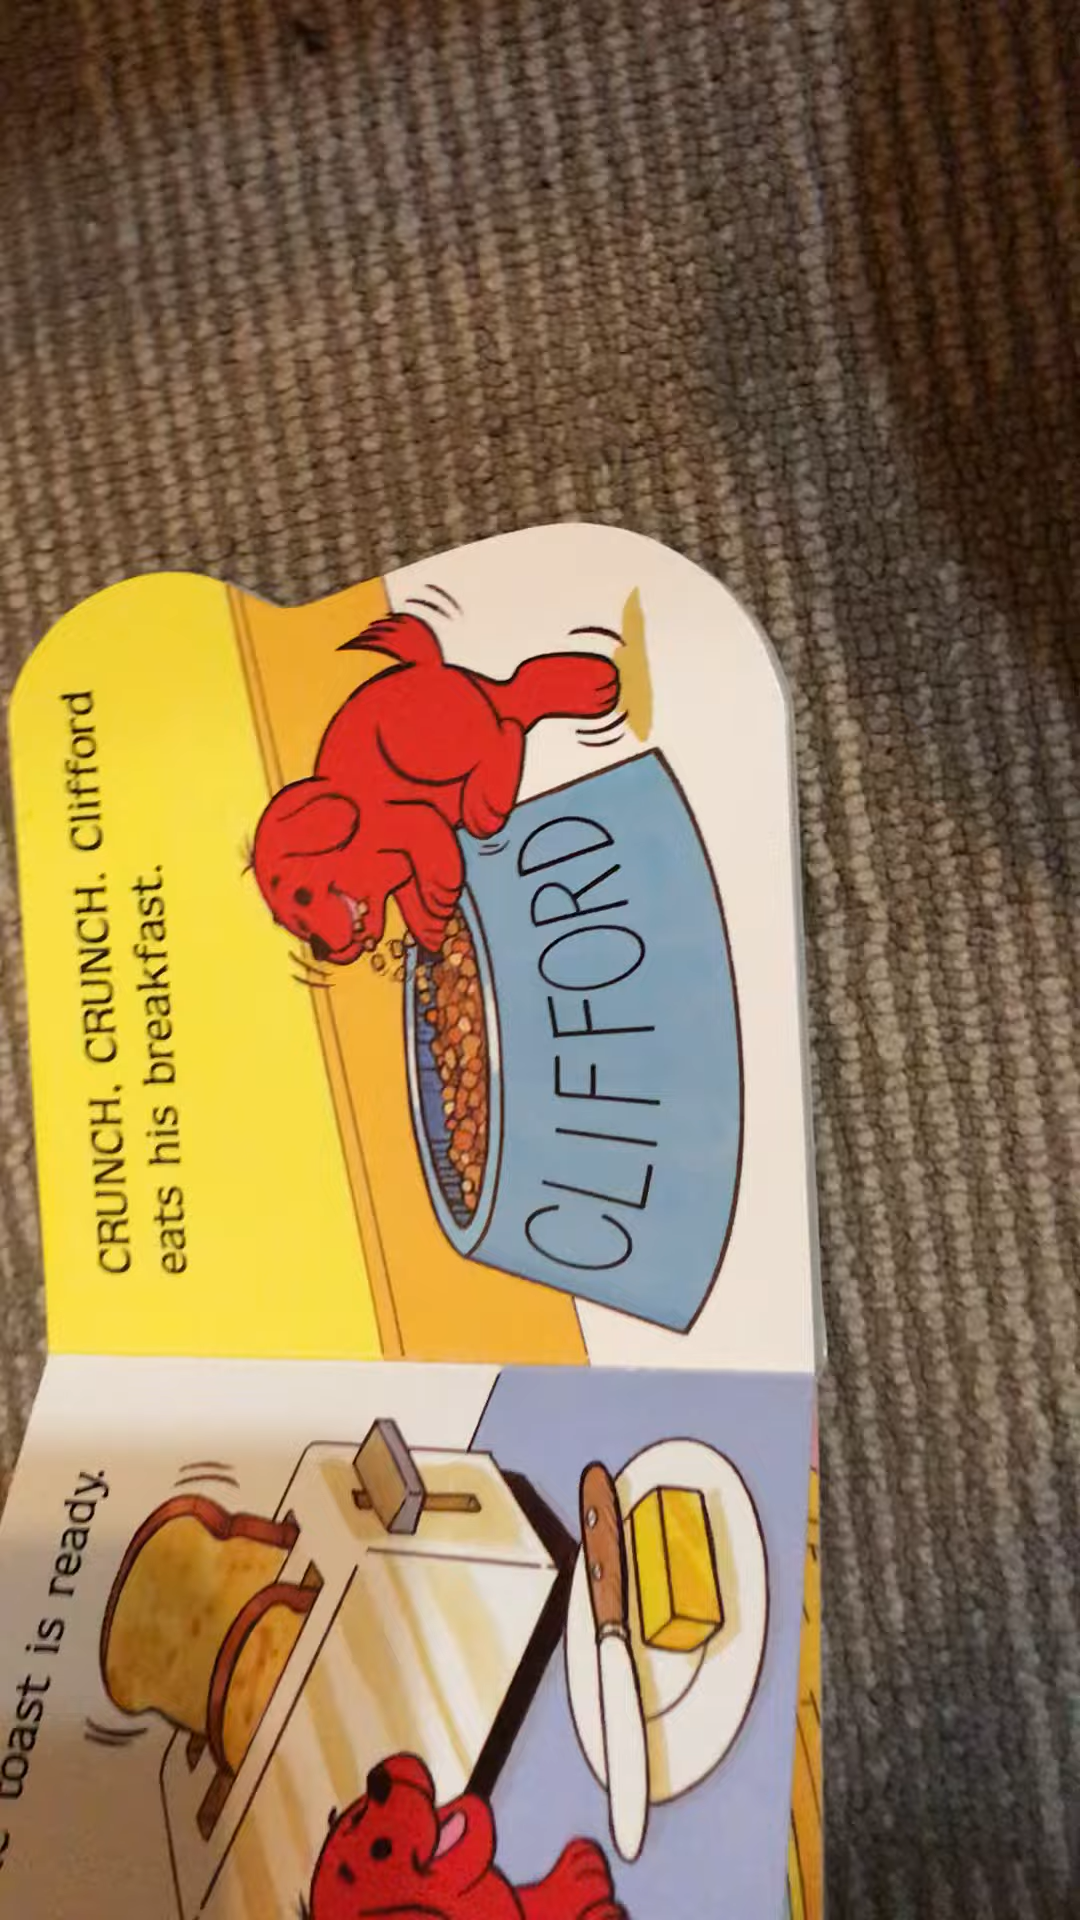 toast is ready.
CRUNCH, CRUNCH. Clifford
eats his breakfast.
CLIFFORD